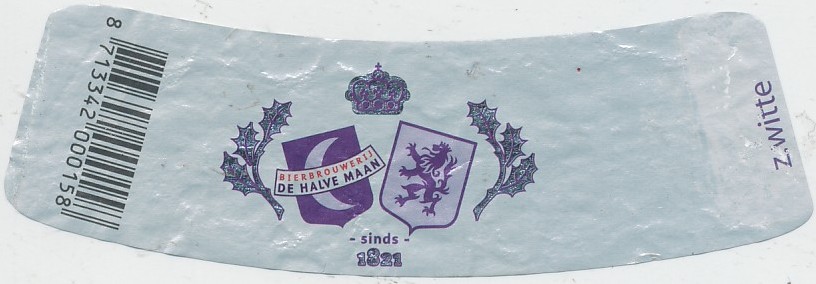 8 713342 000158
BIERBROUWERIJ
DE HALVE MAAN
- sinds -
1821
z.witte